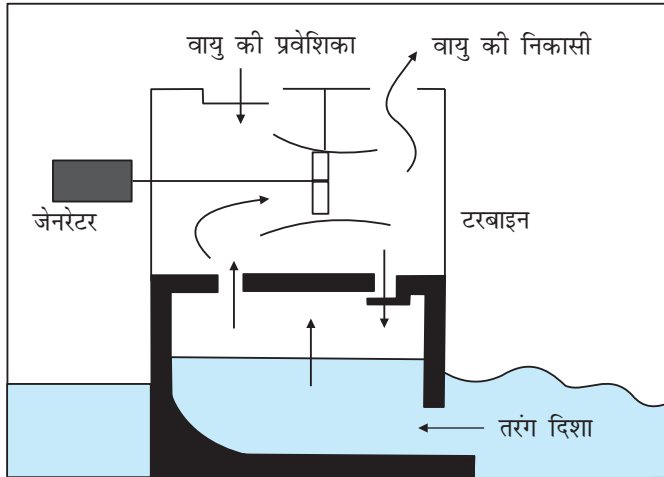 वायु की प्रवेशिका
वायु की निकासी
जेनरेटर
टरबाइन
तरंग दिशा